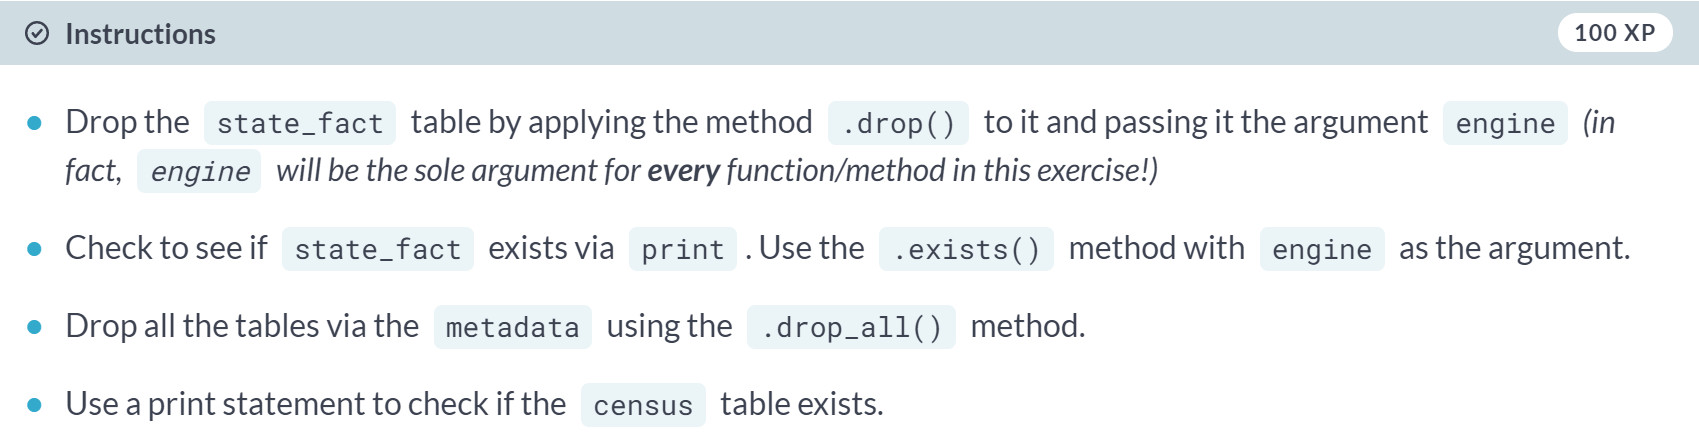 Instructions 100 XP
Drop the state_fact table by applying the method .drop() to it and passing it the argument engine (in
fact, engine will be the sole argument for every function/method in this exercise!)
Check to see if state_fact exists via print . Use the .exists() method with engine as the argument.
Drop all the tables via the metadata using the .drop_all() method.
Use a print statement to check if the census table exists.